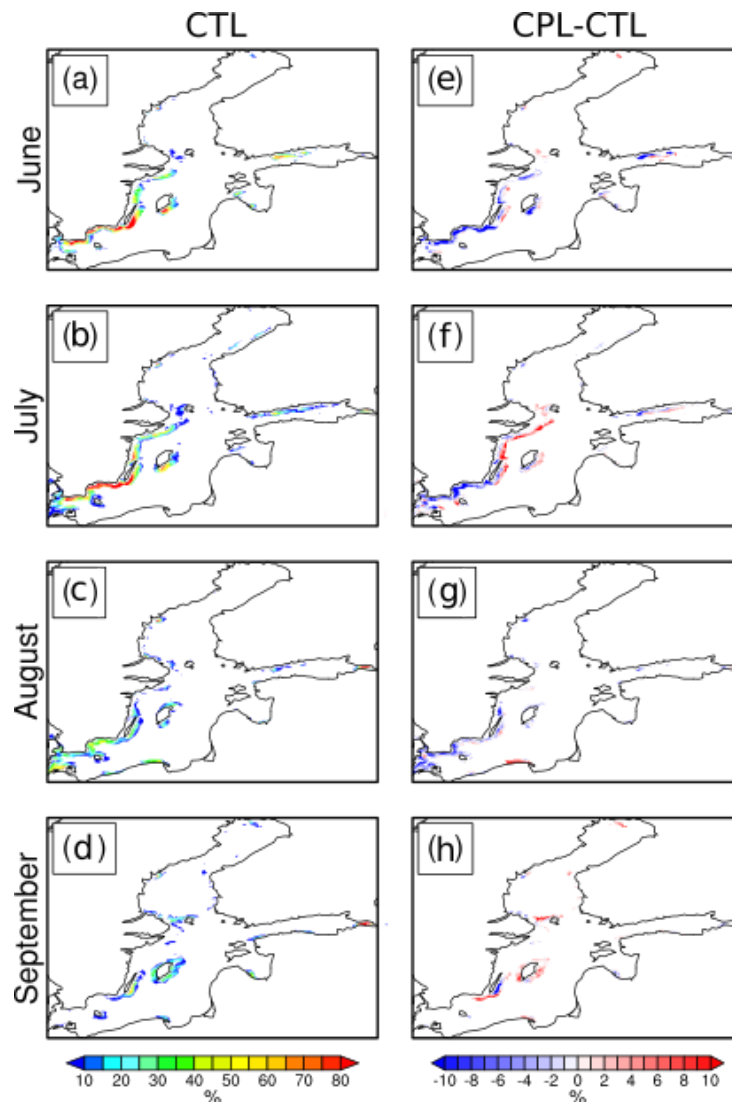 CTL CPL-CTL
June (a) (e)
July (b) (f)
August (c) (g)
September (d) (h)
10 20 30 40 50 60 70 80 -10 -8 -6 -4 -2 0 2 4 6 8 10
% %